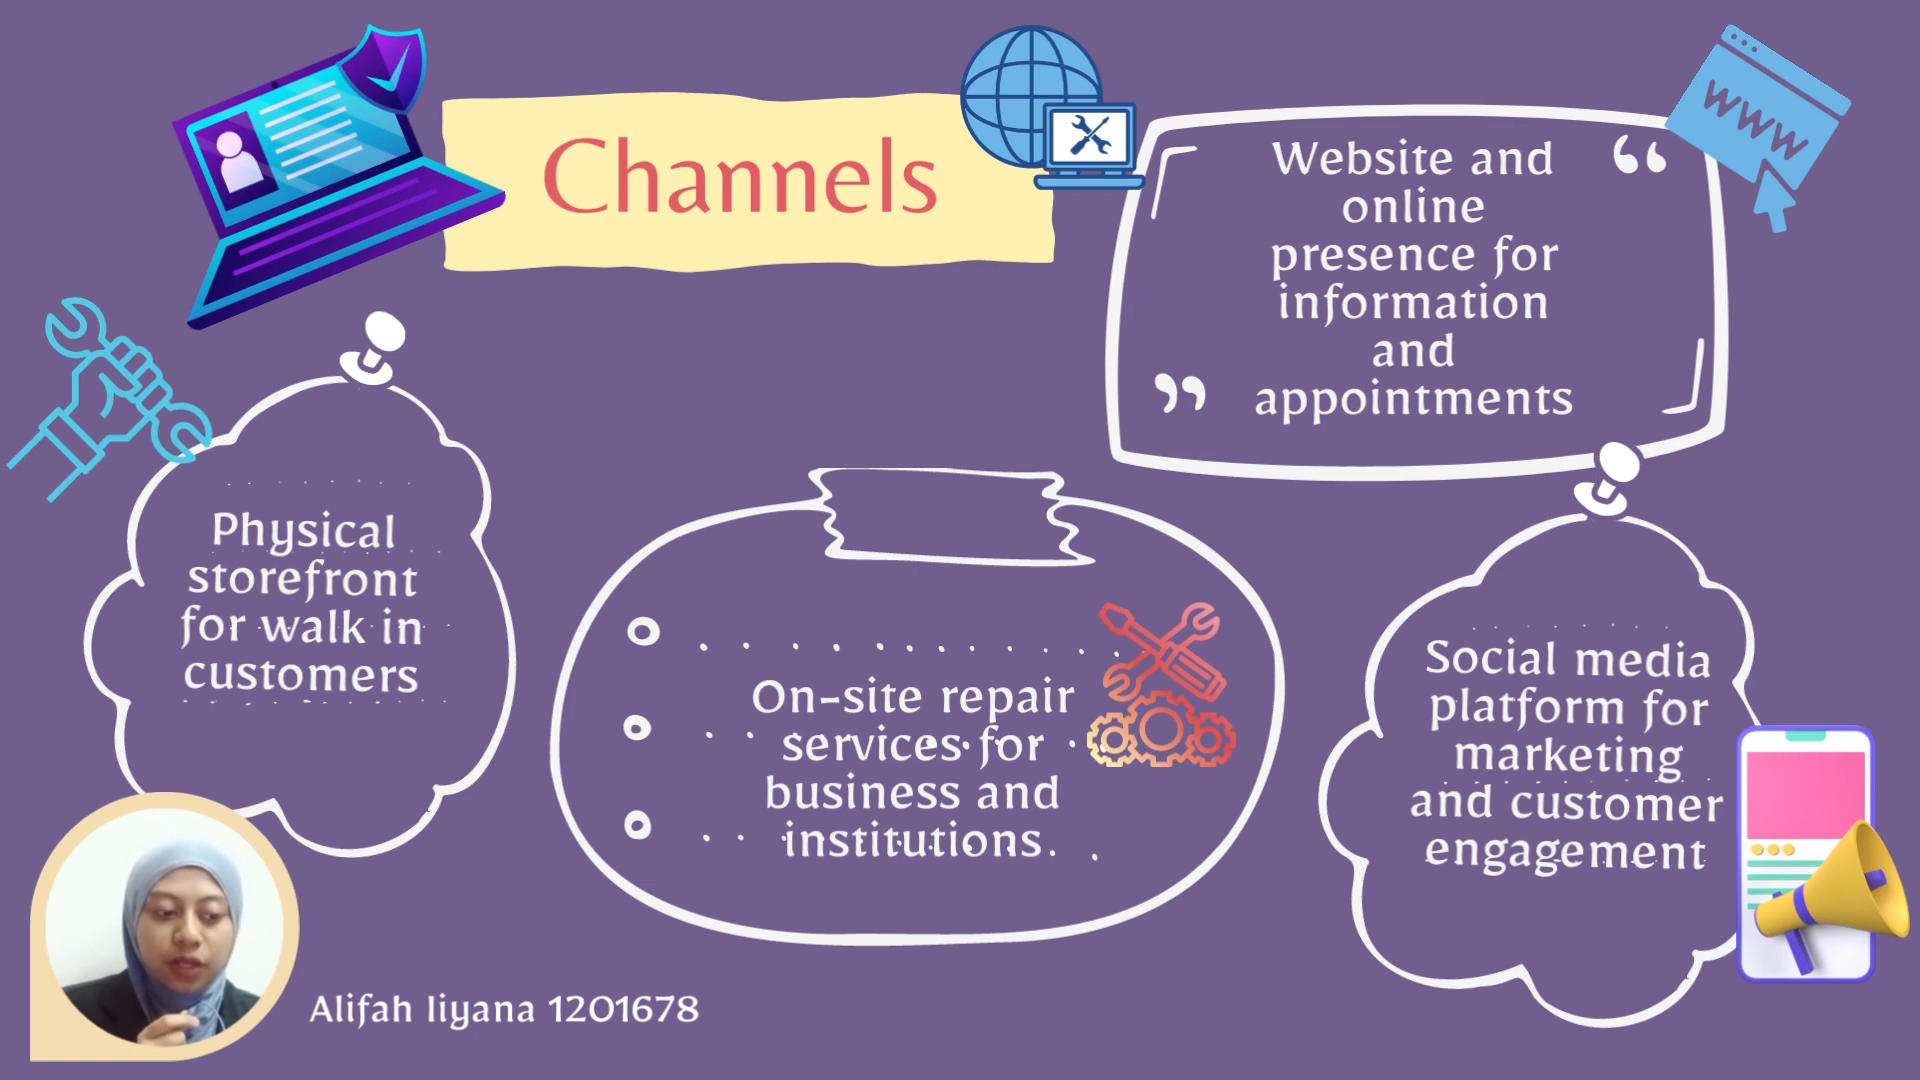 Channels
Website and
online
presence for
information
and
appointments
www
Physical
storefront
for walk in
customers
On-site repair
services for
business and
institutions.
Social media
platform for
marketing
and customer
engagement
Alifah Iiyana 1201678